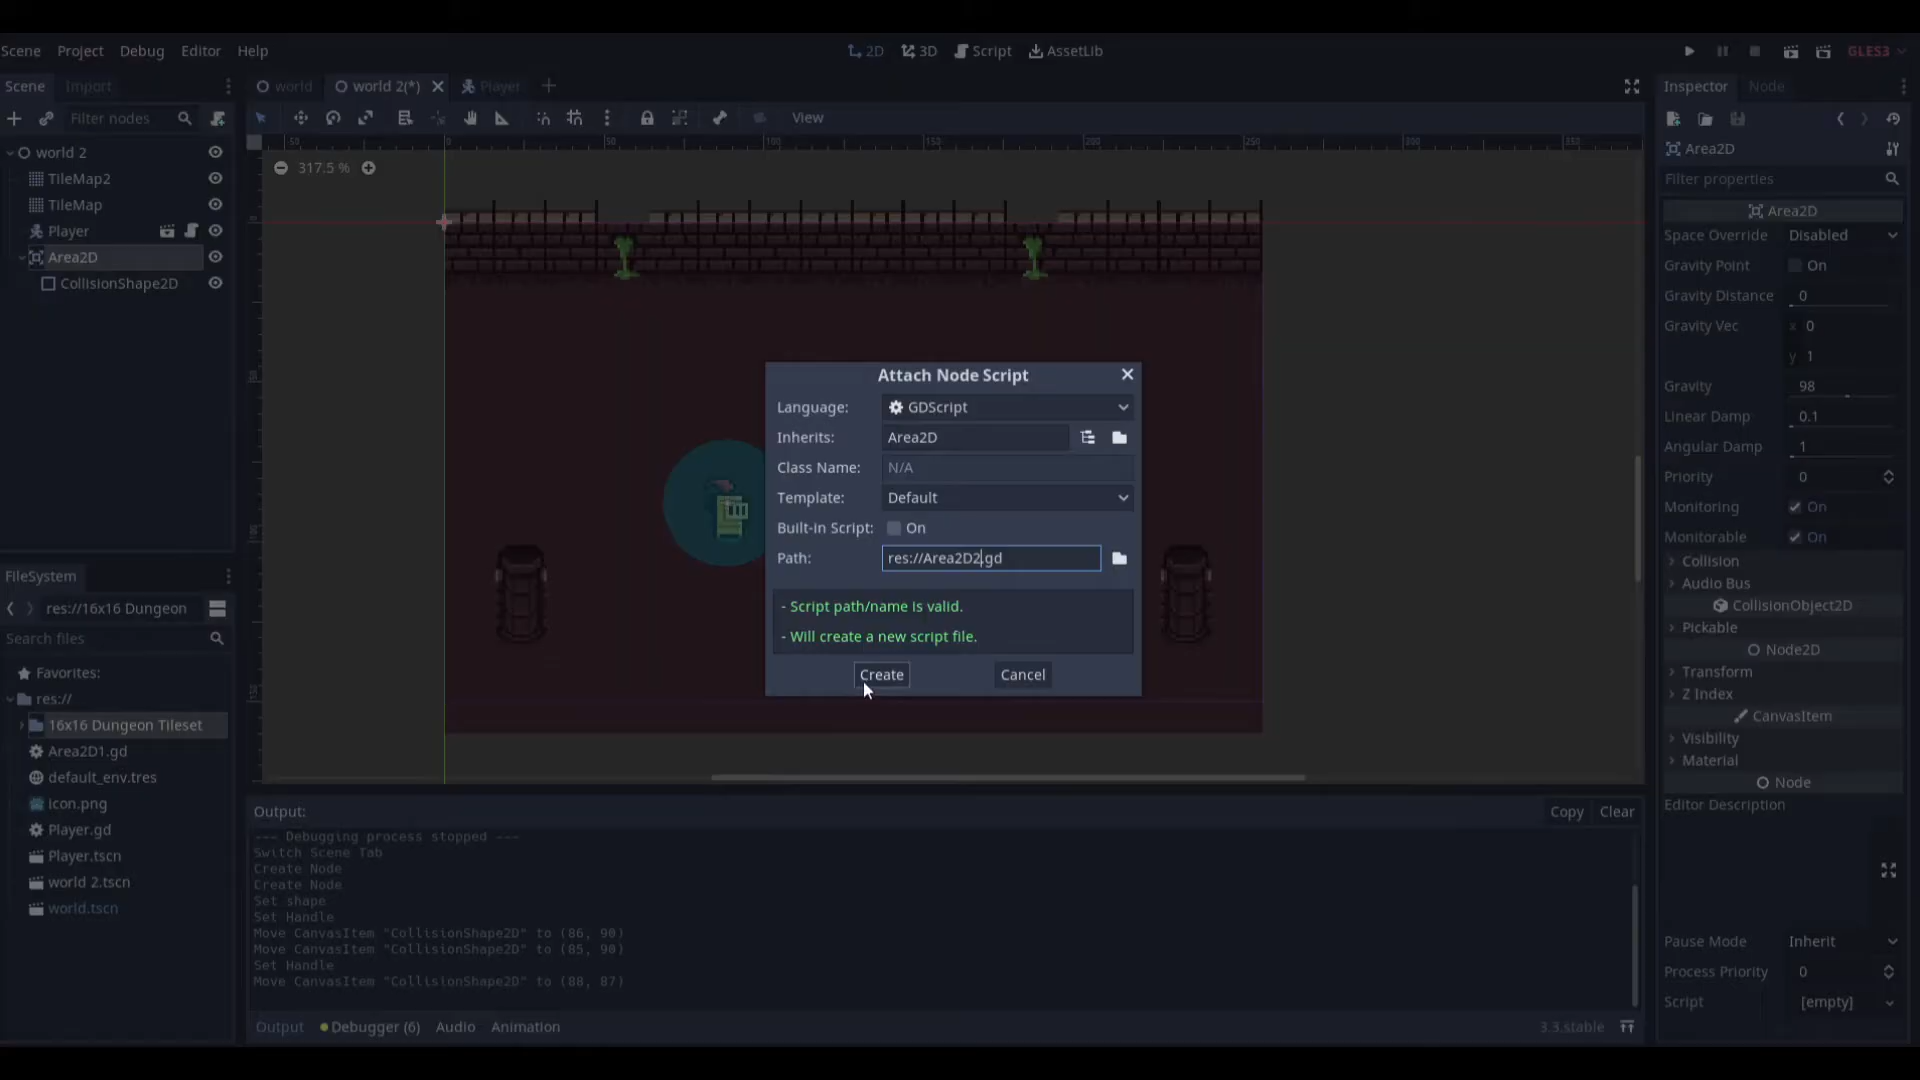 Scene Project Debug Editor Help
2D 3D Script AssetLib
GLES3
Scene Import
world world 2(*) Player
Inspector Node
Filter nodes
View
Area2D
Filter properties
world 2
TileMap2
TileMap
Player
Area2D
CollisionShape2D
50 0 50 100 150 200 250 300 350
317.5 %
Attach Node Script
Language: GDScript
Inherits: Area2D
Class Name: N/A
Template: Default
Built-in Script: On
Path: res://Area2D2.gd
- Script path/name is valid.
- Will create a new script file.
Create Cancel
Area2D
Space Override Disabled
Gravity Point On
Gravity Distance 0
Gravity Vec x 0
y 1
Gravity 98
Linear Damp 0.1
Angular Damp 1
Priority 0
Monitoring On
Monitorable On
Collision
Audio Bus
CollisionObject2D
Pickable
Node2D
Transform
Z Index
CanvasItem
Visibility
Material
Node
Editor Description
Pause Mode Inherit
Process Priority 0
Script [empty]
FileSystem
res://16x16 Dungeon
Search files
Favorites:
res://
16x16 Dungeon Tileset
Area2D1.gd
default_env.tres
icon.png
Player.gd
Player.tscn
world 2.tscn
world.tscn
Output: Copy Clear
--- Debugging process stopped ---
Switch Scene Tab
Create Node
Create Node
Set shape
Set Handle
Move CanvasItem "CollisionShape2D" to (86, 90)
Move CanvasItem "CollisionShape2D" to (85, 90)
Set Handle
Move CanvasItem "CollisionShape2D" to (88, 87)
Output Debugger (6) Audio Animation 3.3.stable